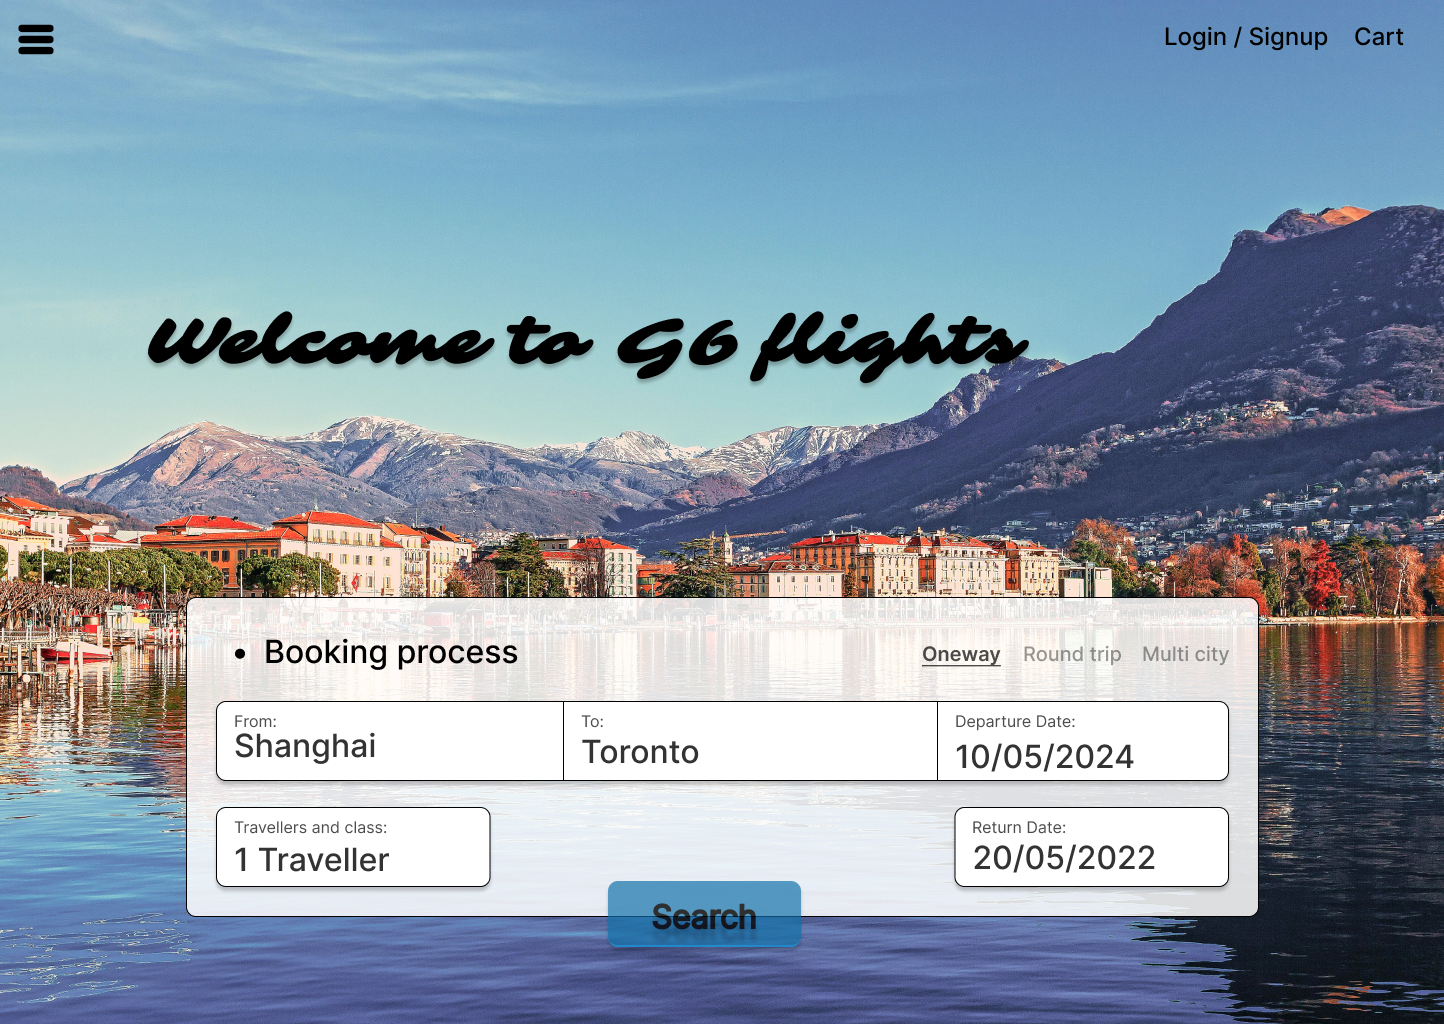 Login / Signup Cart
Welcome to G6 flights
• Booking process
Oneway Round trip Multi city
From:
Shanghai
To:
Toronto
Departure Date:
10/05/2024
Travellers and class:
1 Traveller
Return Date:
20/05/2022
Search